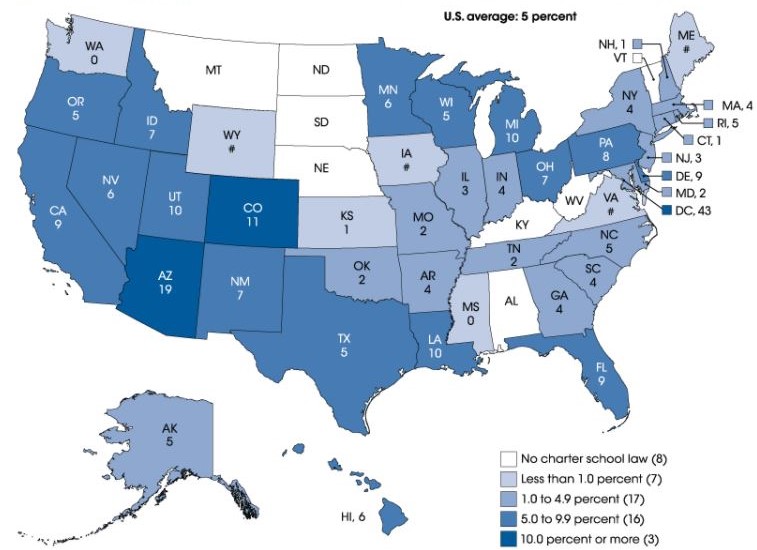 U.S. average: 5 percent
WA
0
MT
ND
OR
5
ID
7
WY
#
SD
NE
MN
6
WI
5
MI
10
IA
#
IL
3
IN
4
OH
7
PA
8
NY
4
NH, 1
VT
ME
#
MA, 4
RI, 5
CT, 1
NJ, 3
DE, 9
MD, 2
DC, 43
WV
VA
#
KY
NV
6
UT
10
CO
11
CA
9
KS
1
MO
2
TN
2
NC
5
SC
4
AZ
19
NM
7
OK
2
AR
4
MS
0
AL
GA
4
TX
5
LA
10
FL
9
AK
5
HI, 6
No charter school law (8)
Less than 1.0 percent (7)
1.0 to 4.9 percent (17)
5.0 to 9.9 percent (16)
10.0 percent or more (3)